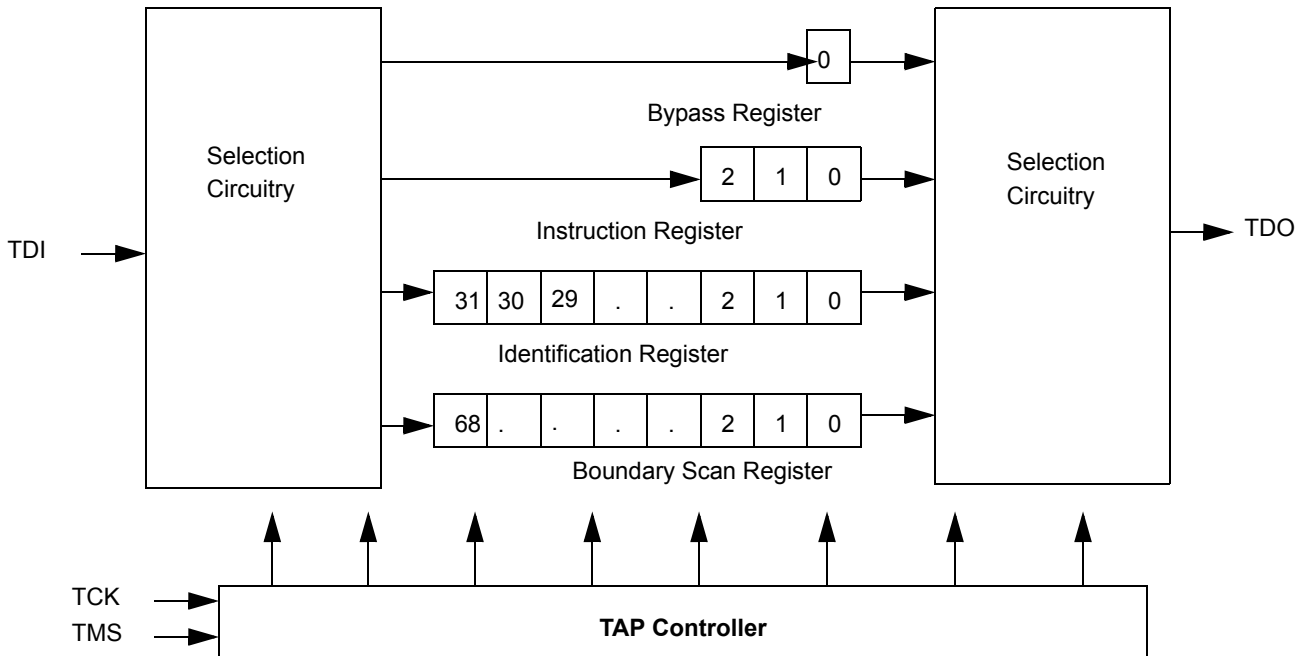 0
Bypass Register
Selection
Circuitry
Selection
Circuitry
2 1 0
Instruction Register
TDI
TDO
31 30 29 . . 2 1 0
Identification Register
68 . . . . 2 1 0
Boundary Scan Register
TCK
TMS
TAP Controller